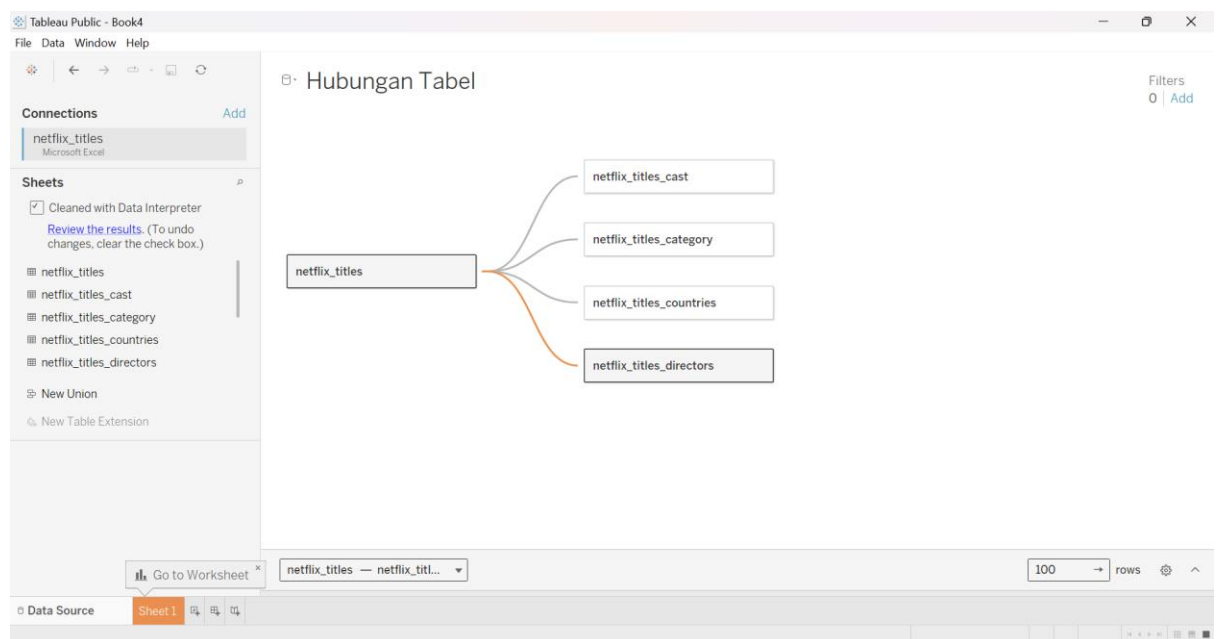 Tableau Public - Book4
File Data Window Help
Connections
Add
netflix_titles
Microsoft Excel
Sheets
Cleaned with Data Interpreter
Review the results. (To undo
changes, clear the check box.)
netflix_titles
netflix_titles_cast
netflix_titles_category
netflix_titles_countries
netflix_titles_directors
New Union
New Table Extension
Hubungan Tabel
Filters
0 | Add
netflix_titles
netflix_titles_cast
netflix_titles_category
netflix_titles_countries
netflix_titles_directors
Go to Worksheet
netflix_titles — netflix_titl...
100 → rows
Data Source
Sheet 1